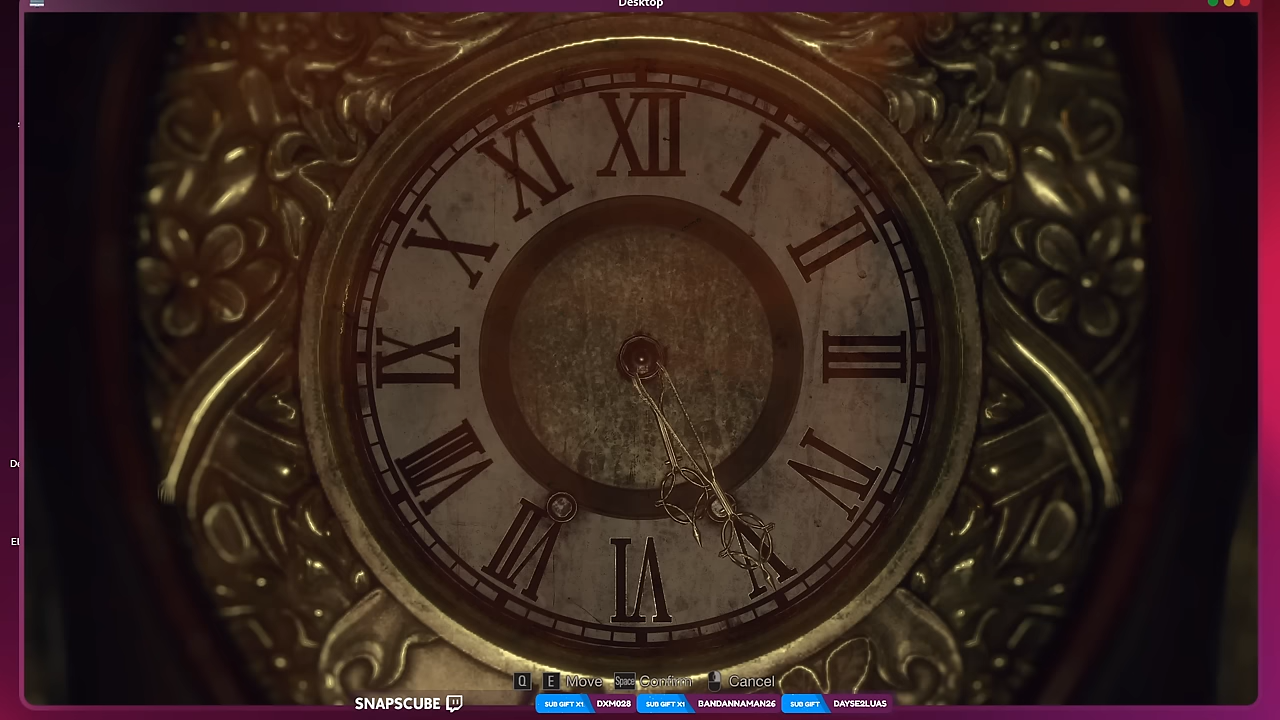 Desktop
XII
XI
I
X
II
IX
III
VIII
IV
VII
V
VI
Q E Move Space Confirm Cancel
SNAPSCUBE SUB GIFT X1 DXM028 SUB GIFT X1 BANDANNAMAN26 SUB GIFT DAYSE2LUAS